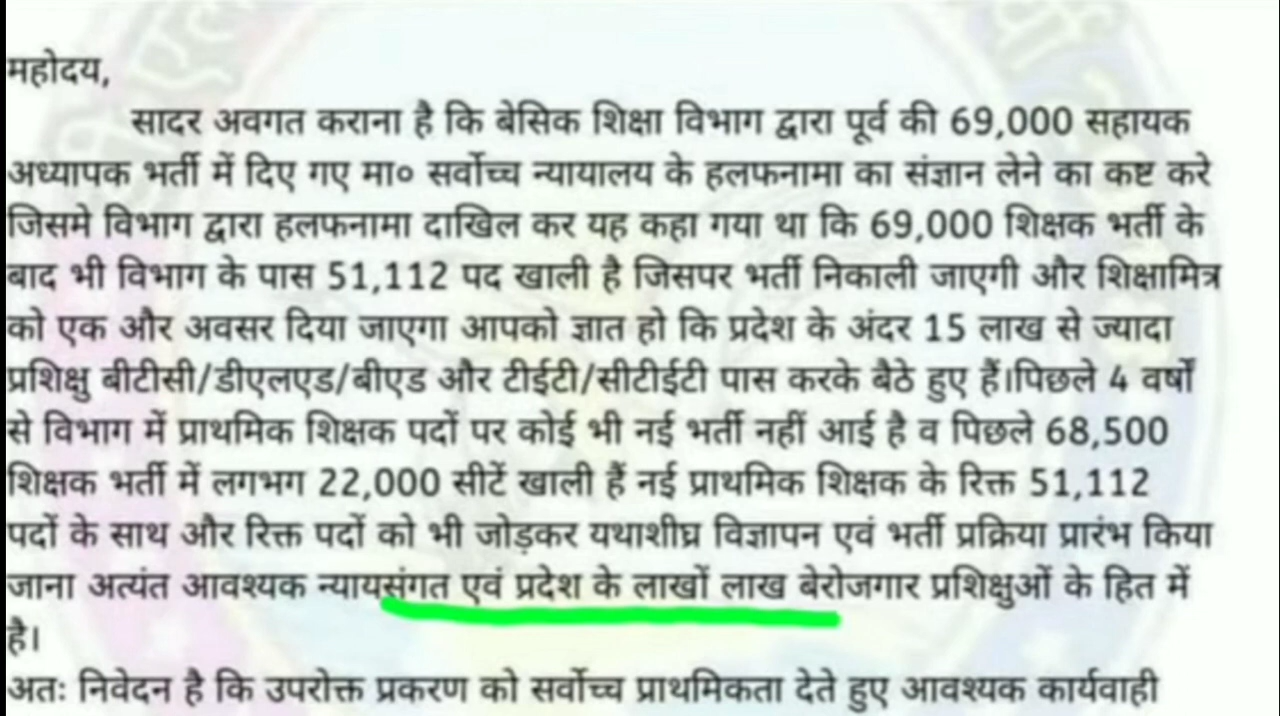 महोदय,
सादर अवगत कराना है कि बेसिक शिक्षा विभाग द्वारा पूर्व की 69,000 सहायक
अध्यापक भर्ती में दिए गए मा० सर्वोच्च न्यायालय के हलफनामा का संज्ञान लेने का कष्ट करे
जिसमे विभाग द्वारा हलफनामा दाखिल कर यह कहा गया था कि 69,000 शिक्षक भर्ती के
बाद भी विभाग के पास 51,112 पद खाली है जिसपर भर्ती निकाली जाएगी और शिक्षामित्र
को एक और अवसर दिया जाएगा आपको ज्ञात हो कि प्रदेश के अंदर 15 लाख से ज्यादा
प्रशिक्षु बीटीसी/डीएलएड/बीएड और टीईटी/सीटीईटी पास करके बैठे हुए हैं।पिछले 4 वर्षों
से विभाग में प्राथमिक शिक्षक पदों पर कोई भी नई भर्ती नहीं आई है व पिछले 68,500
शिक्षक भर्ती में लगभग 22,000 सीटें खाली हैं नई प्राथमिक शिक्षक के रिक्त 51,112
पदों के साथ और रिक्त पदों को भी जोड़कर यथाशीघ्र विज्ञापन एवं भर्ती प्रक्रिया प्रारंभ किया
जाना अत्यंत आवश्यक न्यायसंगत एवं प्रदेश के लाखों लाख बेरोजगार प्रशिक्षुओं के हित में
है।
अतः निवेदन है कि उपरोक्त प्रकरण को सर्वोच्च प्राथमिकता देते हुए आवश्यक कार्यवाही